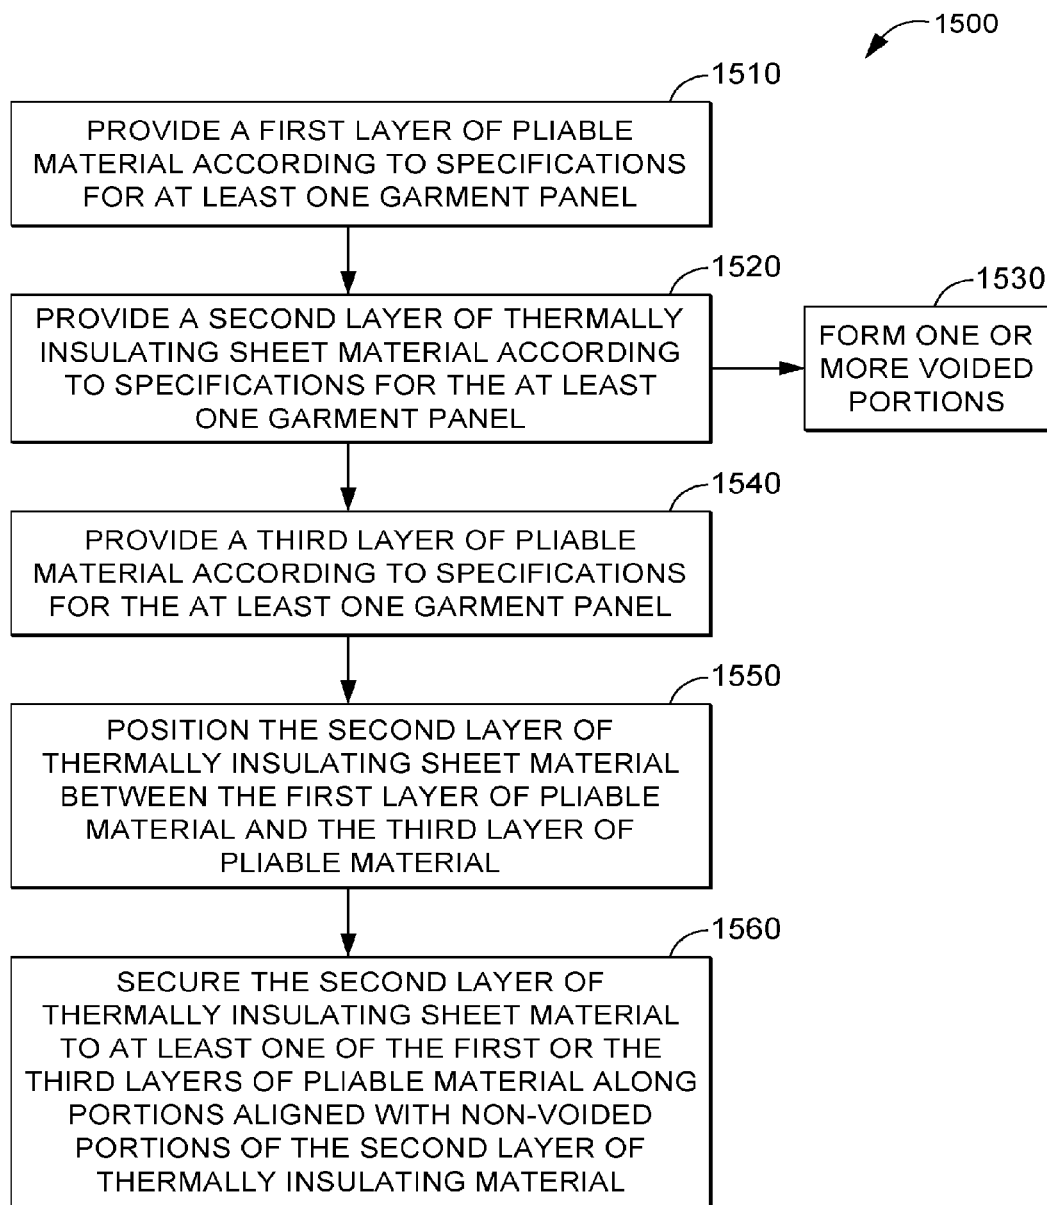 1500
1510
PROVIDE A FIRST LAYER OF PLIABLE
MATERIAL ACCORDING TO SPECIFICATIONS
FOR AT LEAST ONE GARMENT PANEL
1520
PROVIDE A SECOND LAYER OF THERMALLY
INSULATING SHEET MATERIAL ACCORDING
TO SPECIFICATIONS FOR THE AT LEAST
ONE GARMENT PANEL
1530
FORM ONE OR
MORE VOIDED
PORTIONS
1540
PROVIDE A THIRD LAYER OF PLIABLE
MATERIAL ACCORDING TO SPECIFICATIONS
FOR THE AT LEAST ONE GARMENT PANEL
1550
POSITION THE SECOND LAYER OF
THERMALLY INSULATING SHEET MATERIAL
BETWEEN THE FIRST LAYER OF PLIABLE
MATERIAL AND THE THIRD LAYER OF
PLIABLE MATERIAL
1560
SECURE THE SECOND LAYER OF
THERMALLY INSULATING SHEET MATERIAL
TO AT LEAST ONE OF THE FIRST OR THE
THIRD LAYERS OF PLIABLE MATERIAL ALONG
PORTIONS ALIGNED WITH NON-VOIDED
PORTIONS OF THE SECOND LAYER OF
THERMALLY INSULATING MATERIAL